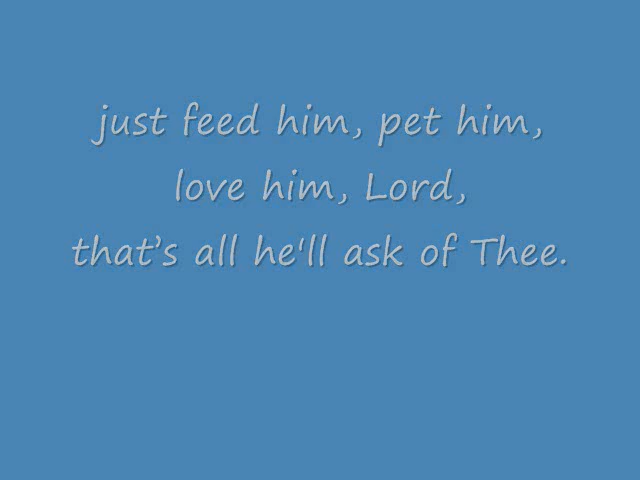 just feed him, pet him,
love him, Lord,
that’s all he'll ask of Thee.